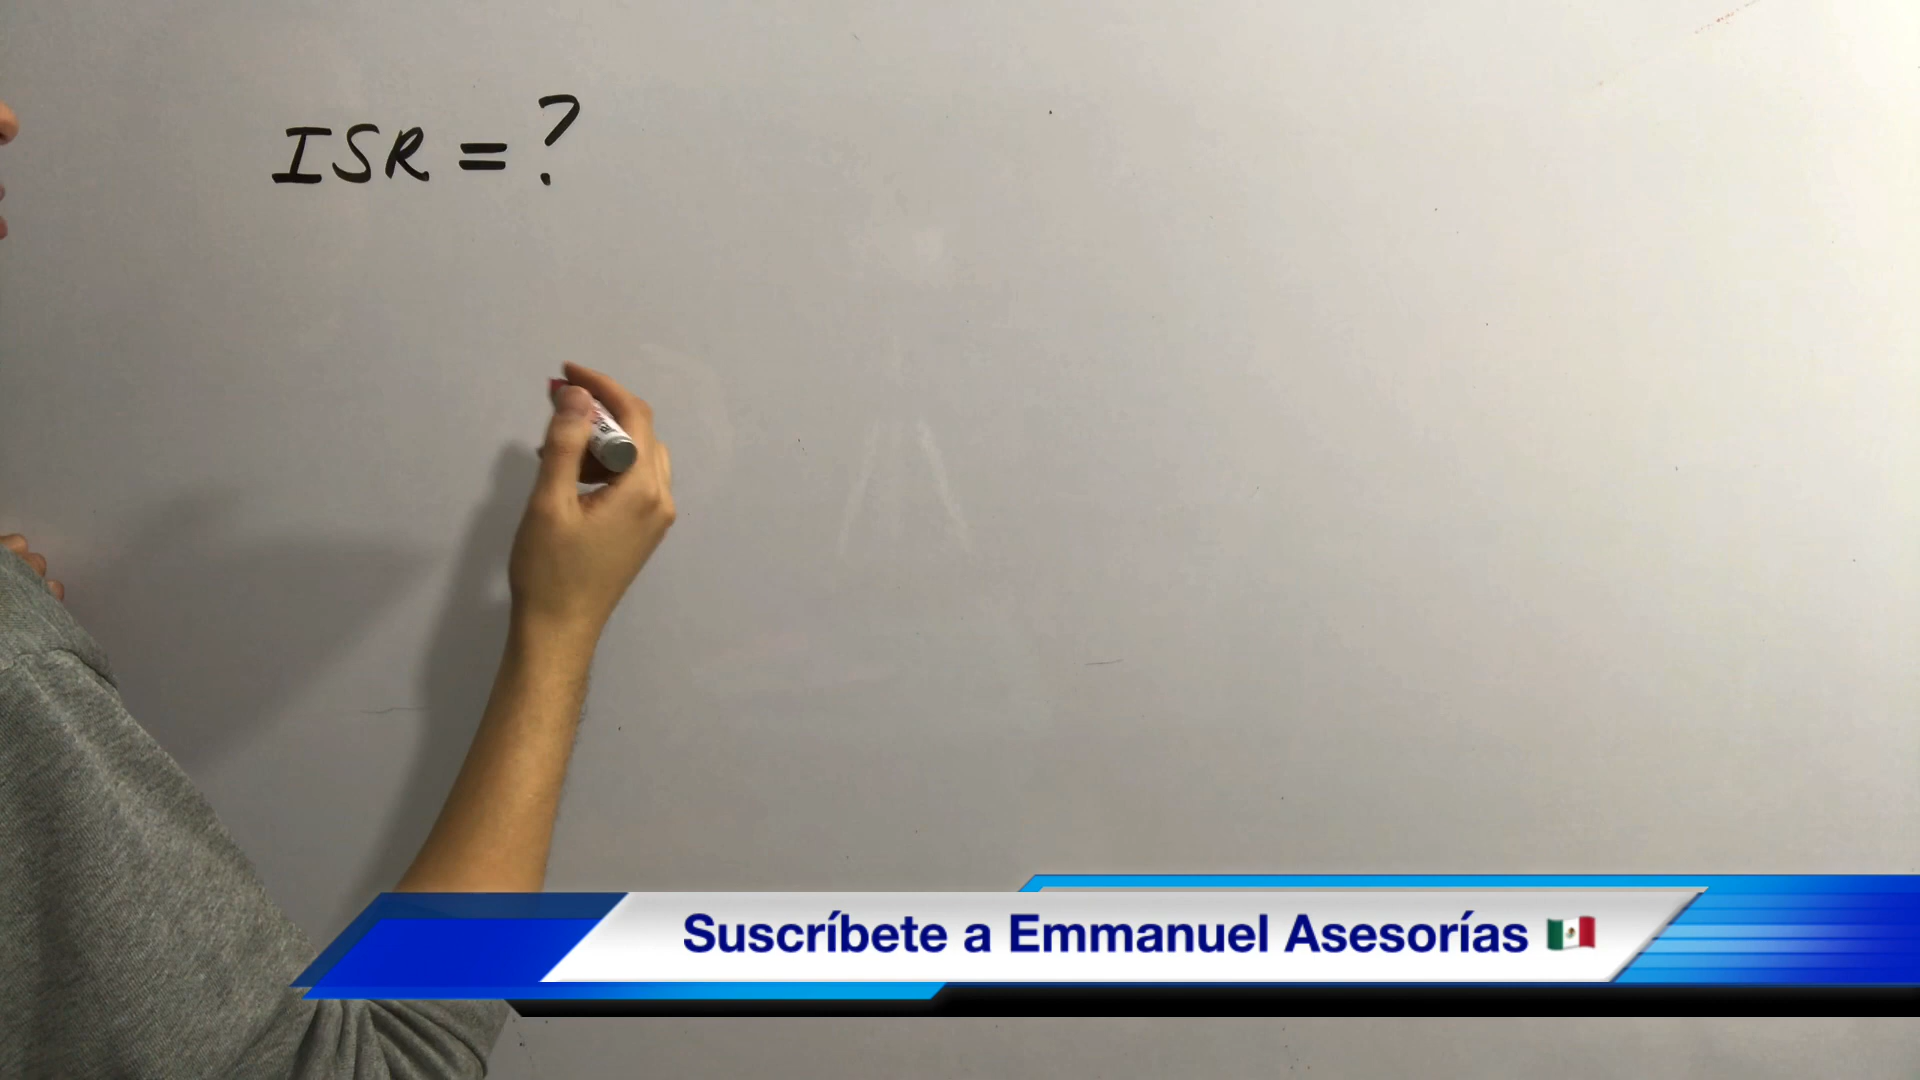 ISR = ?
Suscríbete a Emmanuel Asesorías 🇲🇽